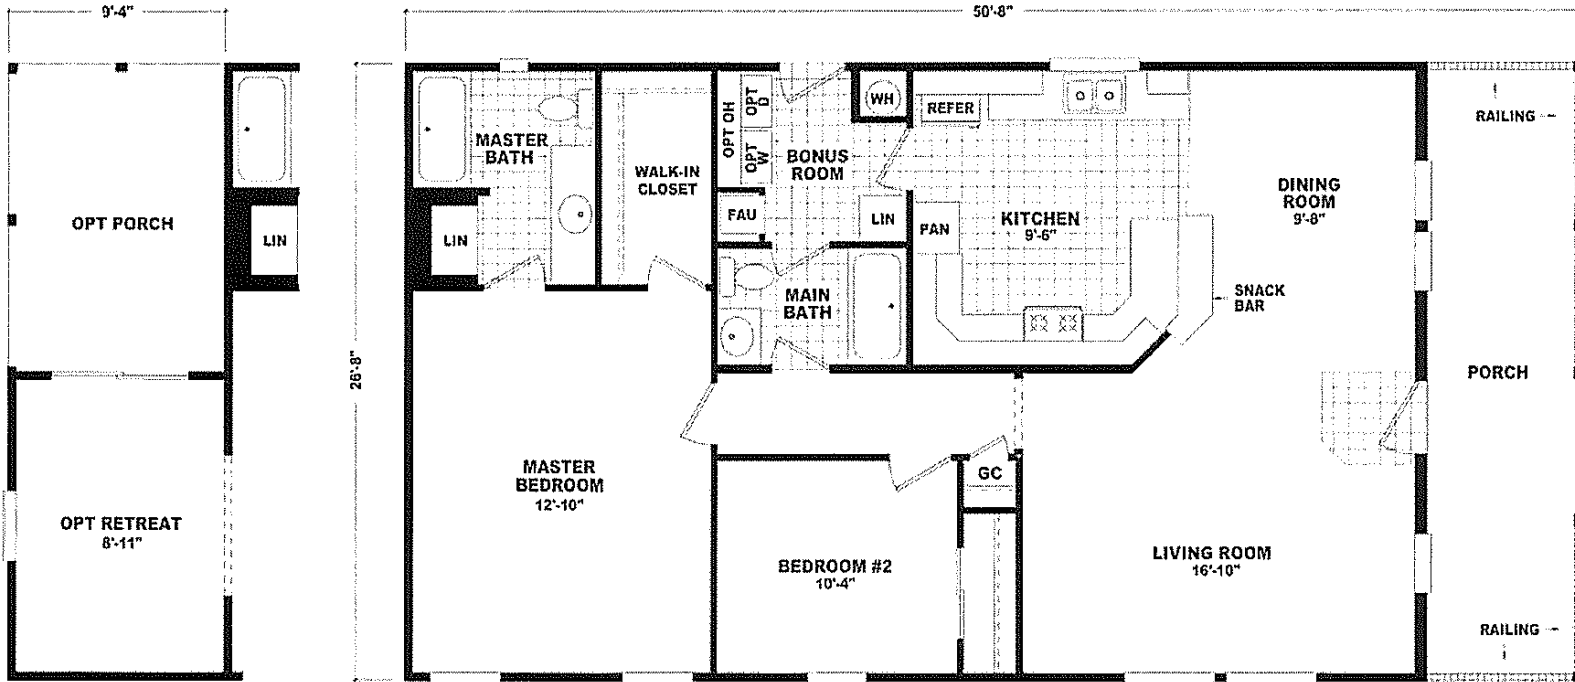 9'-4"
50'-8"
OPT PORCH
LIN
OPT RETREAT
8'-11"
26'-8"
MASTER
BATH
LIN
WALK-IN
CLOSET
OPT OH
OPT
D
OPT
W
WH
BONUS
ROOM
FAU
LIN
MAIN
BATH
REFER
PAN
KITCHEN
9'-6"
SNACK
BAR
DINING
ROOM
9'-8"
RAILING
PORCH
MASTER
BEDROOM
12'-10"
GC
BEDROOM #2
10'-4"
LIVING ROOM
16'-10"
RAILING